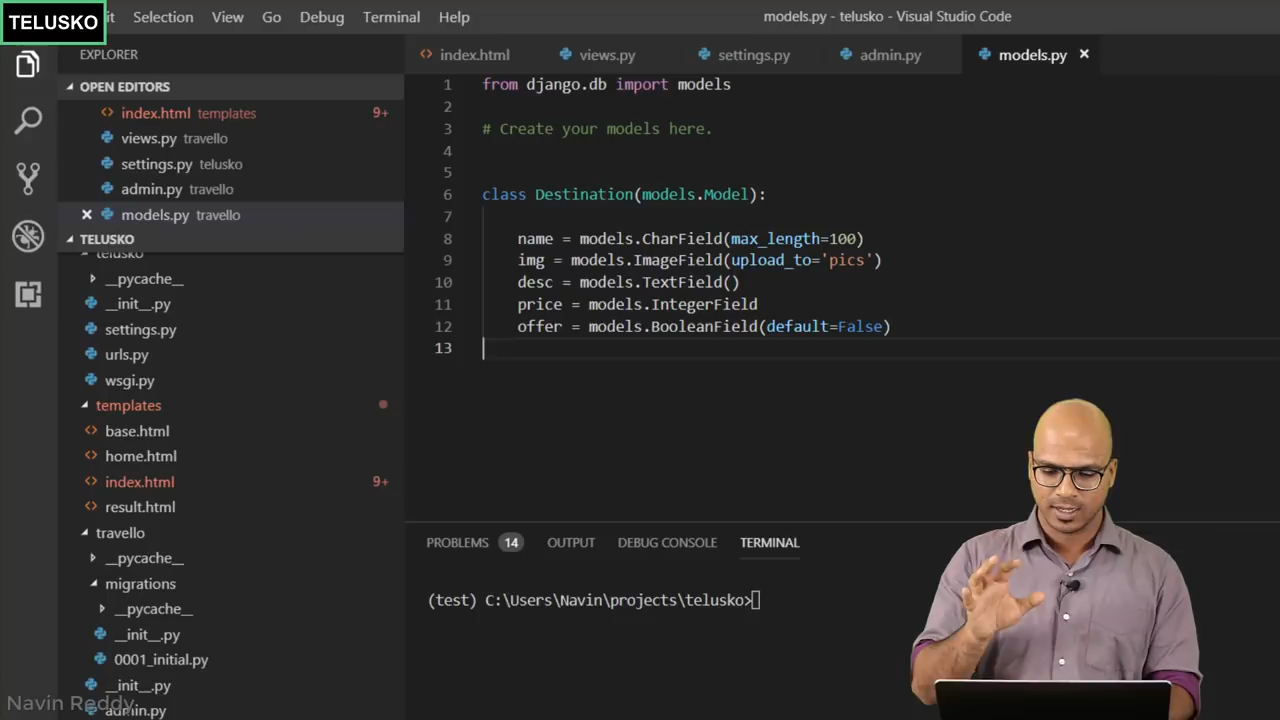 TELUSKO
Selection View Go Debug Terminal Help
models.py - telusko - Visual Studio Code
EXPLORER
index.html
views.py
settings.py
admin.py
models.py
OPEN EDITORS
index.html templates 9+
views.py travello
settings.py telusko
admin.py travello
models.py travello
TELUSKO
telusko
__pycache__
__init__.py
settings.py
urls.py
wsgi.py
templates
base.html
home.html
index.html 9+
result.html
travello
__pycache__
migrations
__pycache__
__init__.py
0001_initial.py
__init__.py
admin.py
Navin Reddy
1 from django.db import models
2
3 # Create your models here.
4
5
6 class Destination(models.Model):
7
8 name = models.CharField(max_length=100)
9 img = models.ImageField(upload_to='pics')
10 desc = models.TextField()
11 price = models.IntegerField
12 offer = models.BooleanField(default=False)
13
PROBLEMS 14 OUTPUT DEBUG CONSOLE TERMINAL
(test) C:\Users\Navin\projects\telusko>